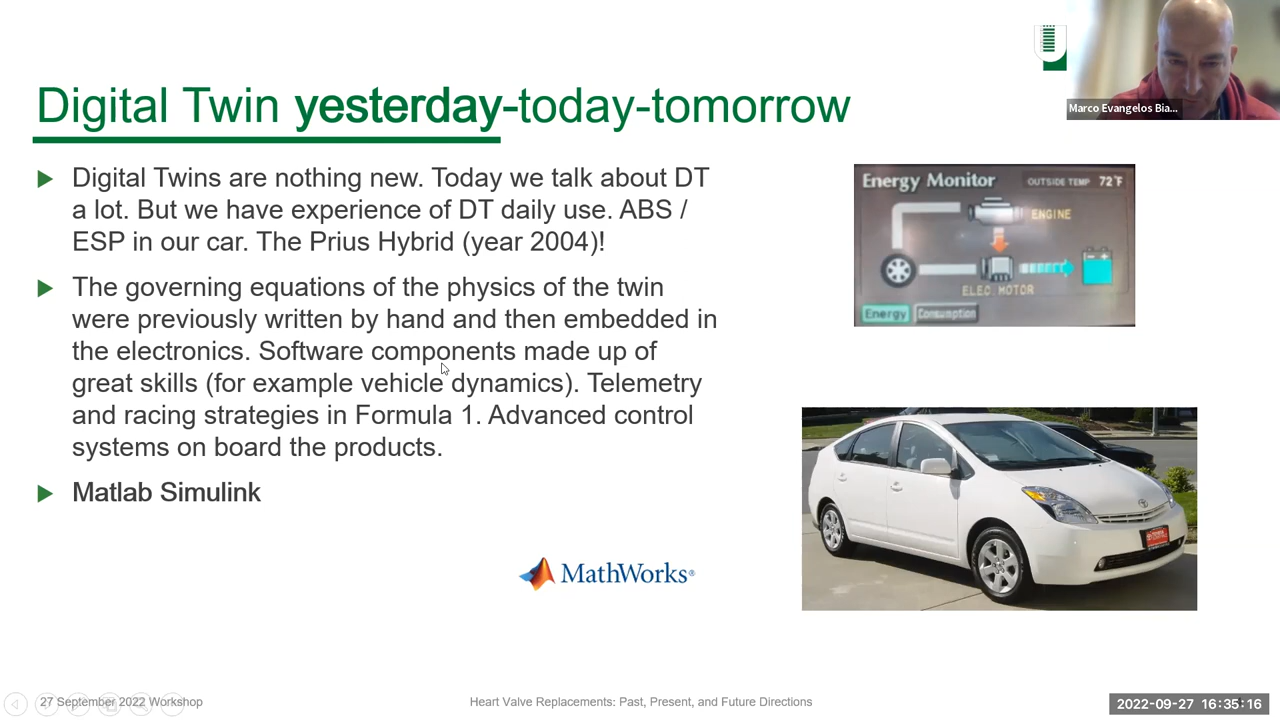 Marco Evangelos Bia...
Digital Twin yesterday-today-tomorrow
Digital Twins are nothing new. Today we talk about DT
a lot. But we have experience of DT daily use. ABS /
ESP in our car. The Prius Hybrid (year 2004)!
The governing equations of the physics of the twin
were previously written by hand and then embedded in
the electronics. Software components made up of
great skills (for example vehicle dynamics). Telemetry
and racing strategies in Formula 1. Advanced control
systems on board the products.
Matlab Simulink
Energy Monitor
OUTSIDE TEMP 72°F
ENGINE
ELEC MOTOR
Energy
Consumption
MathWorks®
27 September 2022 Workshop
Heart Valve Replacements: Past, Present, and Future Directions
2022-09-27 16:35:16